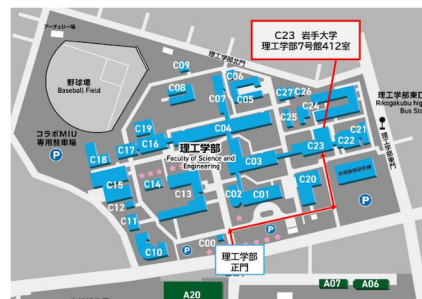 アーチェリー場
理工学部北門
C23 岩手大学
理工学部7号館412室
野球場
Baseball Field
C09
C08
C06
C07
C05
C27
C26
C24
C25
理工学部東口
Rikogakubu higa
Bus Sto
コラボMIU
専用駐車場
P
C19
C16
C17
C18
C04
理工学部
Faculty of Science and
Engineering
C03
C23
C21
C22
理工学部東門
C15
C14
C13
C12
C11
C10
C02
C01
C20
P
P
P
C00
理工学部
正門
A20
A07
A06